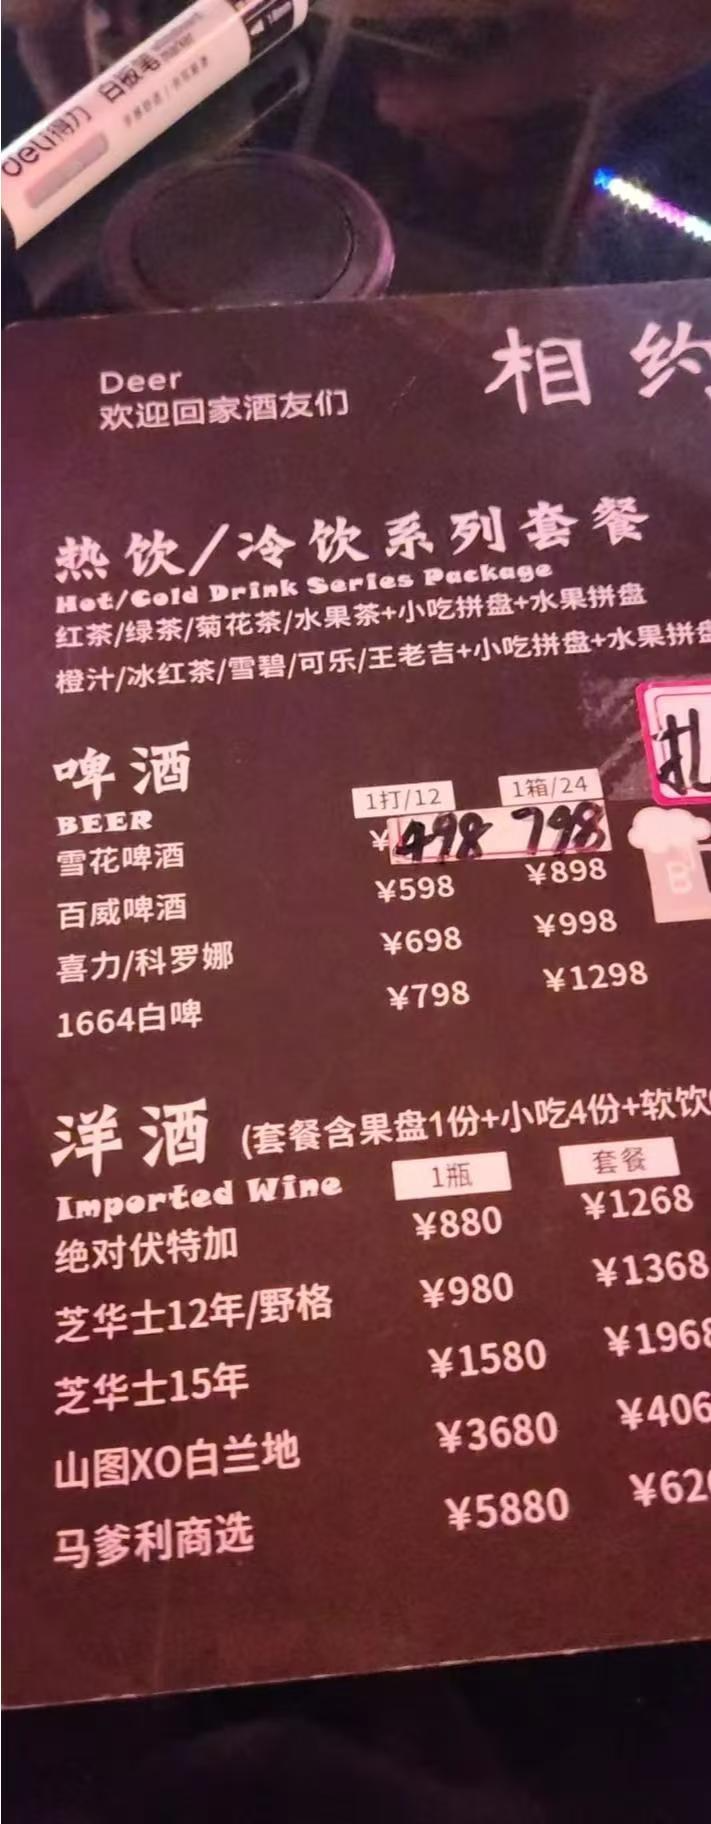 deli得力 白板笔
Deer
欢迎回家酒友们
相约
热饮/冷饮系列套餐
Hot/Cold Drink Series Package
红茶/绿茶/菊花茶/水果茶+小吃拼盘+水果拼盘
橙汁/冰红茶/雪碧/可乐/王老吉+小吃拼盘+水果拼盘
扎
啤酒
BEER
1打/12 1箱/24
雪花啤酒 ¥498 798
百威啤酒 ¥598 ¥898
喜力/科罗娜 ¥698 ¥998
1664白啤 ¥798 ¥1298
B
洋酒 (套餐含果盘1份+小吃4份+软饮
Imported Wine
1瓶 套餐
绝对伏特加 ¥880 ¥1268
芝华士12年/野格 ¥980 ¥1368
芝华士15年 ¥1580 ¥1968
山图XO白兰地 ¥3680 ¥406
马爹利商选 ¥5880 ¥62